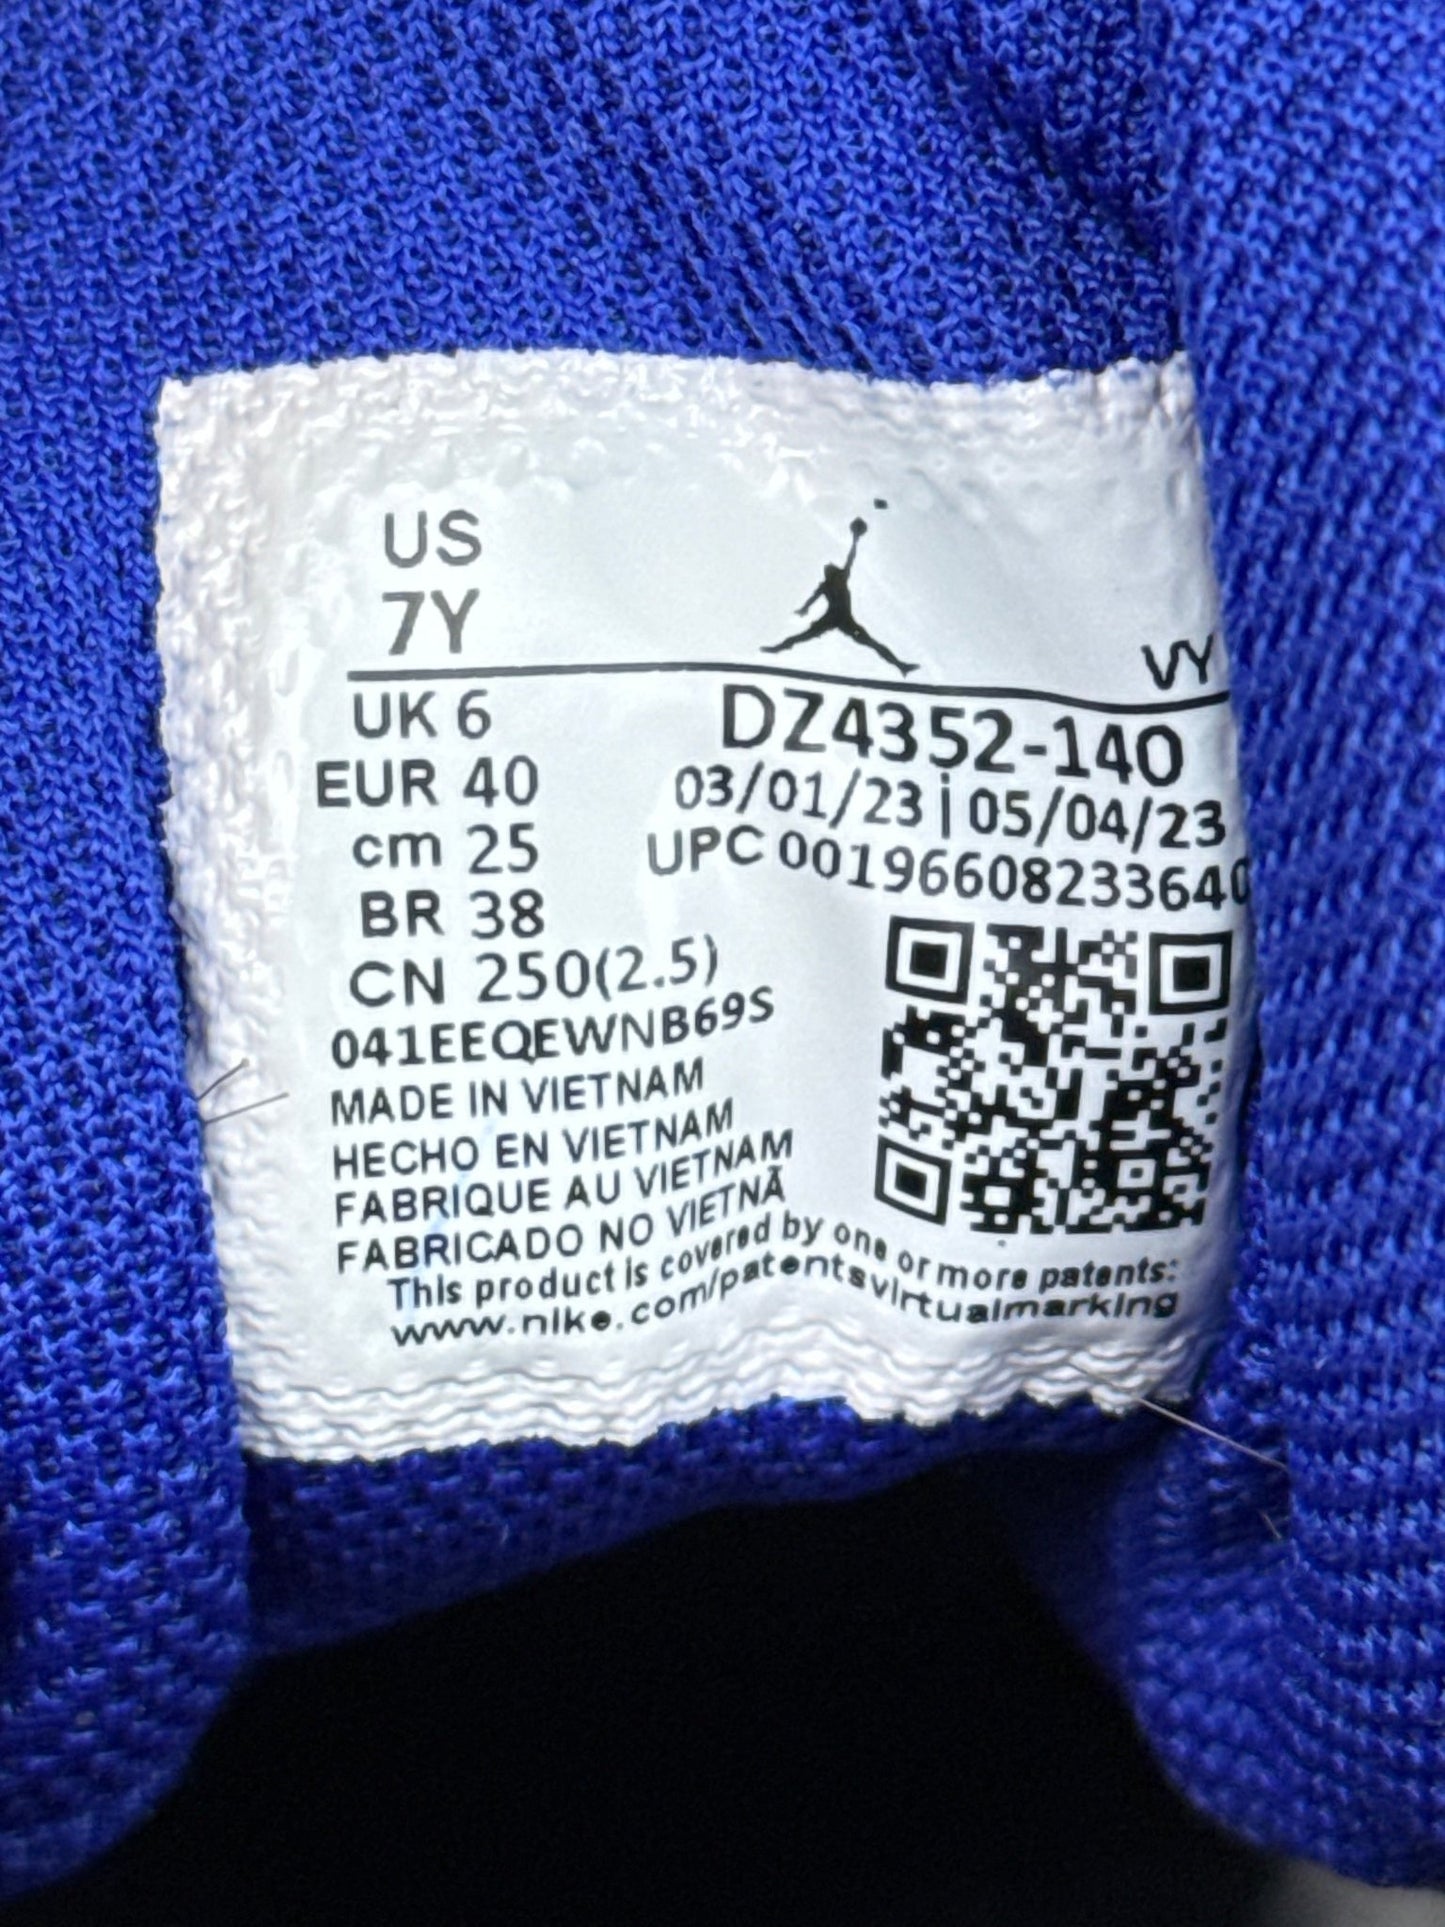 US
7Y
VY
UK 6
EUR 40
cm 25
BR 38
CN 250(2.5)
DZ4352-140
03/01/23 | 05/04/23
UPC 00196608233640
041EEQEWNB69S
MADE IN VIETNAM
HECHO EN VIETNAM
FABRIQUE AU VIETNAM
FABRICADO NO VIETNÃ
This product is covered by one or more patents:
www.nike.com/patentsvirtualmarking